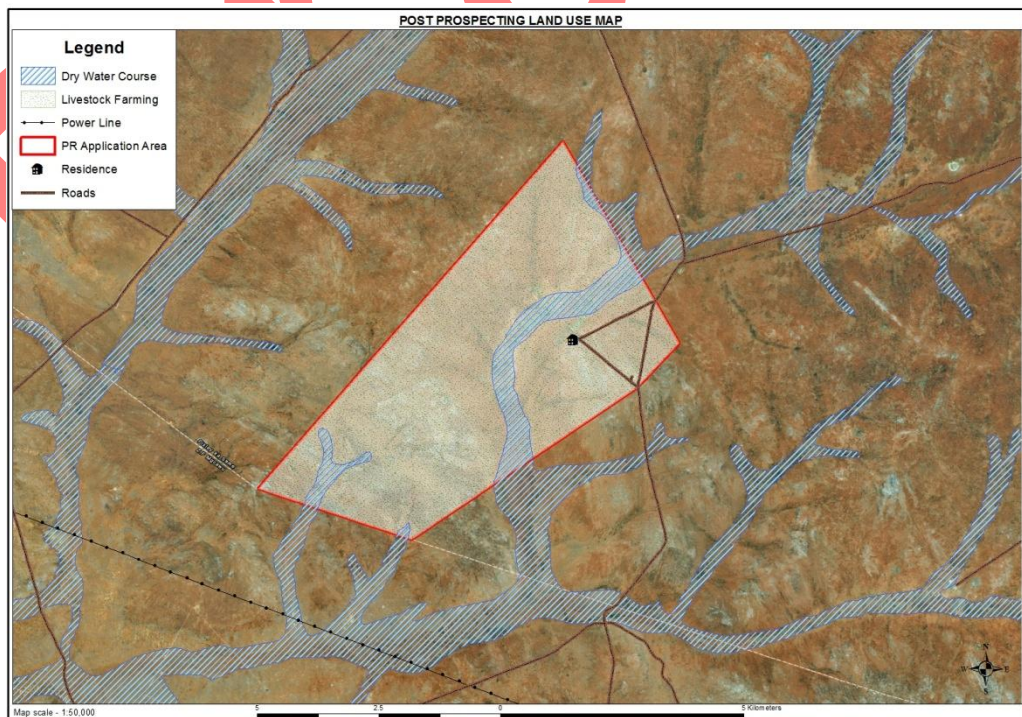 POST PROSPECTING LAND USE MAP
Legend
Dry Water Course
Livestock Farming
Power Line
PR Application Area
Residence
Roads
N
W E
S
Map scale - 1:50,000
5 2.5 0 5 Kilometers